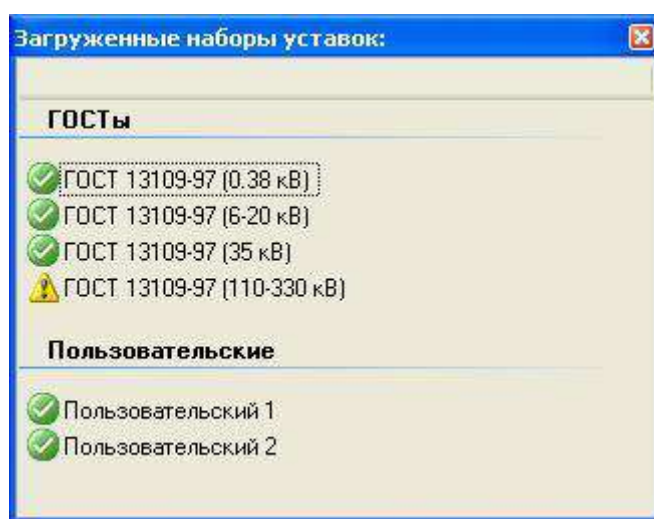 Загруженные наборы уставок:
ГОСТы
ГОСТ 13109-97 (0.38 кВ)
ГОСТ 13109-97 (6-20 кВ)
ГОСТ 13109-97 (35 кВ)
ГОСТ 13109-97 (110-330 кВ)
Пользовательские
Пользовательский 1
Пользовательский 2